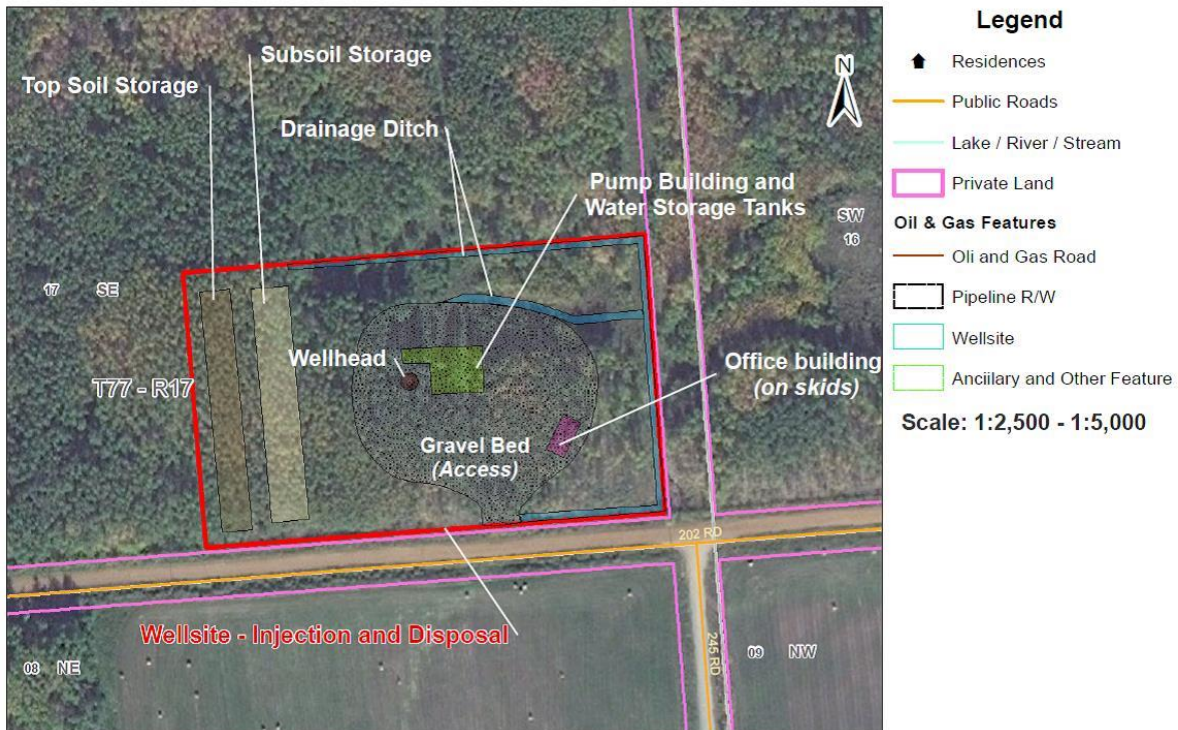 Subsoil Storage
Top Soil Storage
Drainage Ditch
N
Pump Building and
Water Storage Tanks
SW
16
17 SE
Wellhead
T77 - R17
Office building
(on skids)
Gravel Bed
(Access)
202 RD
Wellsite - Injection and Disposal
245 RD
08 NE
09 NW
Legend
Residences
Public Roads
Lake / River / Stream
Private Land
Oil & Gas Features
Oli and Gas Road
Pipeline R/W
Wellsite
Anciilary and Other Feature
Scale: 1:2,500 - 1:5,000